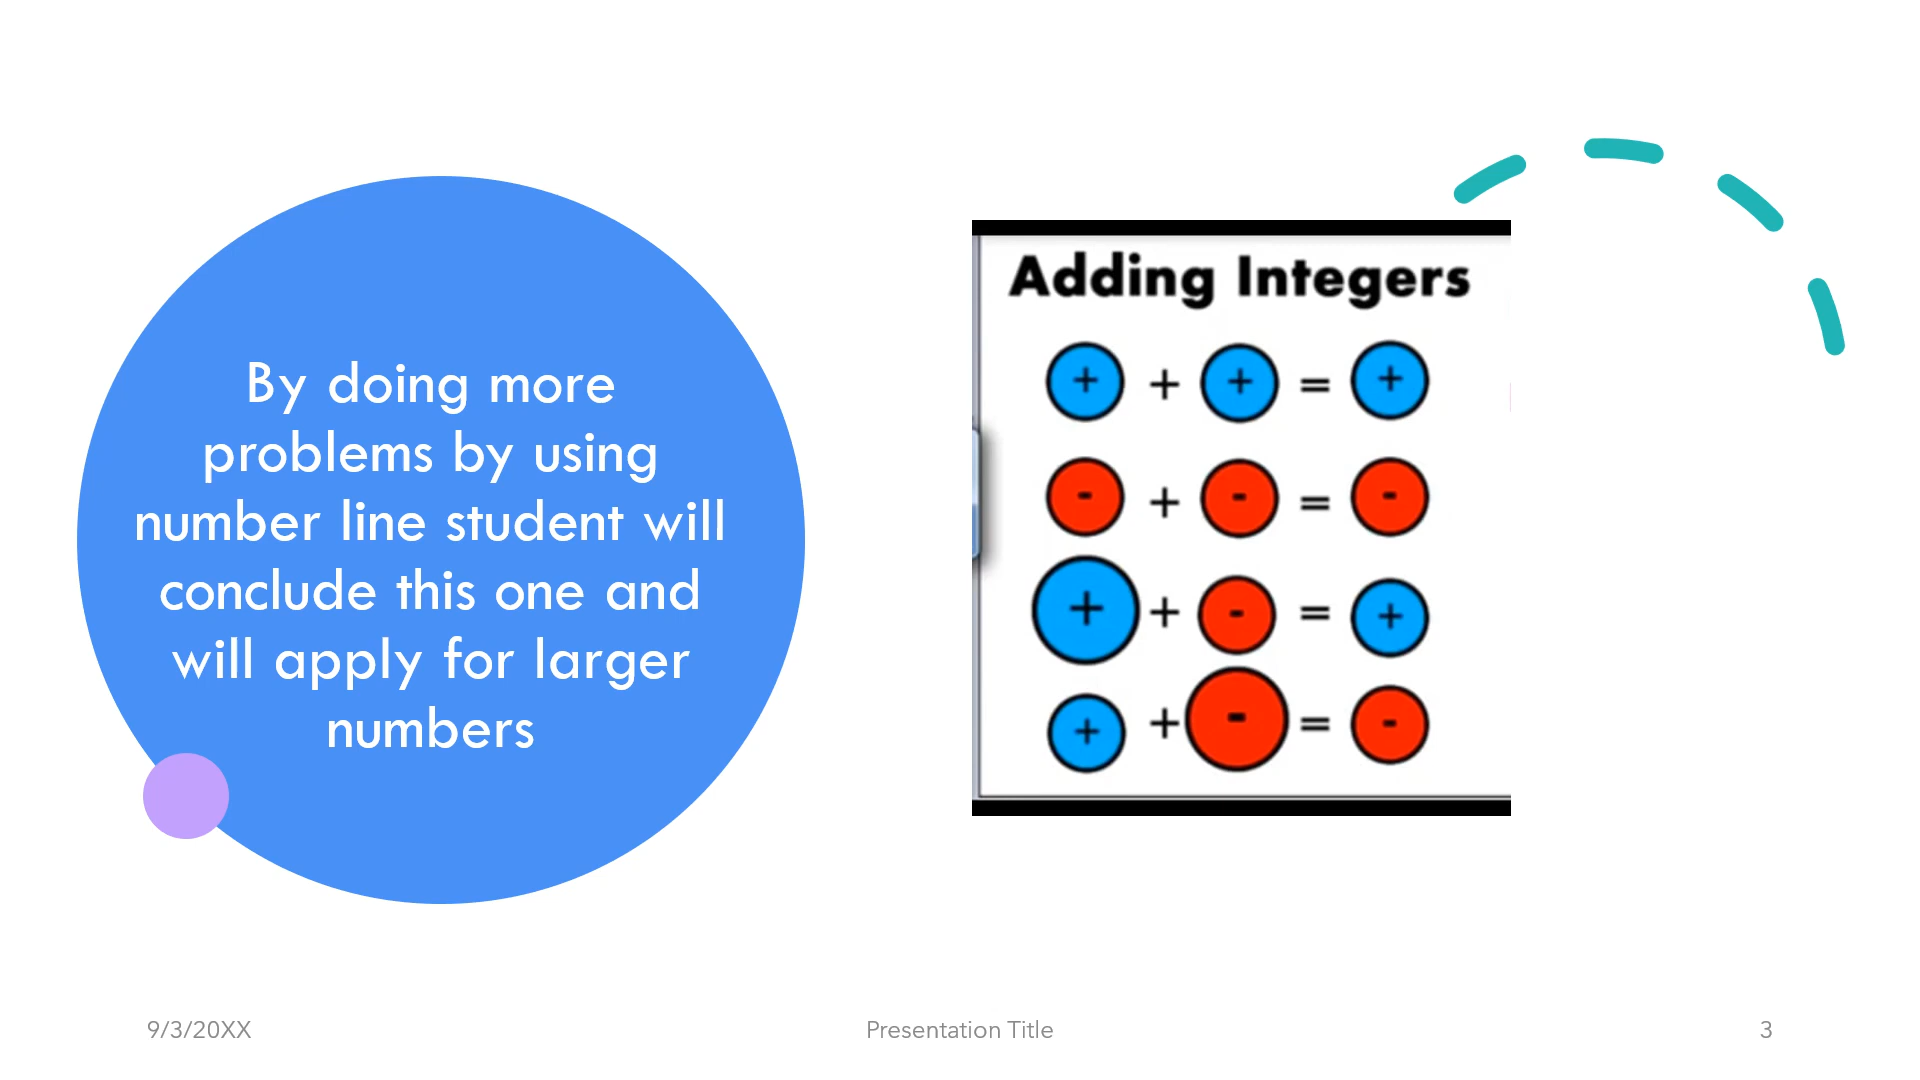 By doing more
problems by using
number line student will
conclude this one and
will apply for larger
numbers
Adding Integers
+ + + = +
- + - = -
+ + - = +
+ + - = -
9/3/20XX
Presentation Title
3